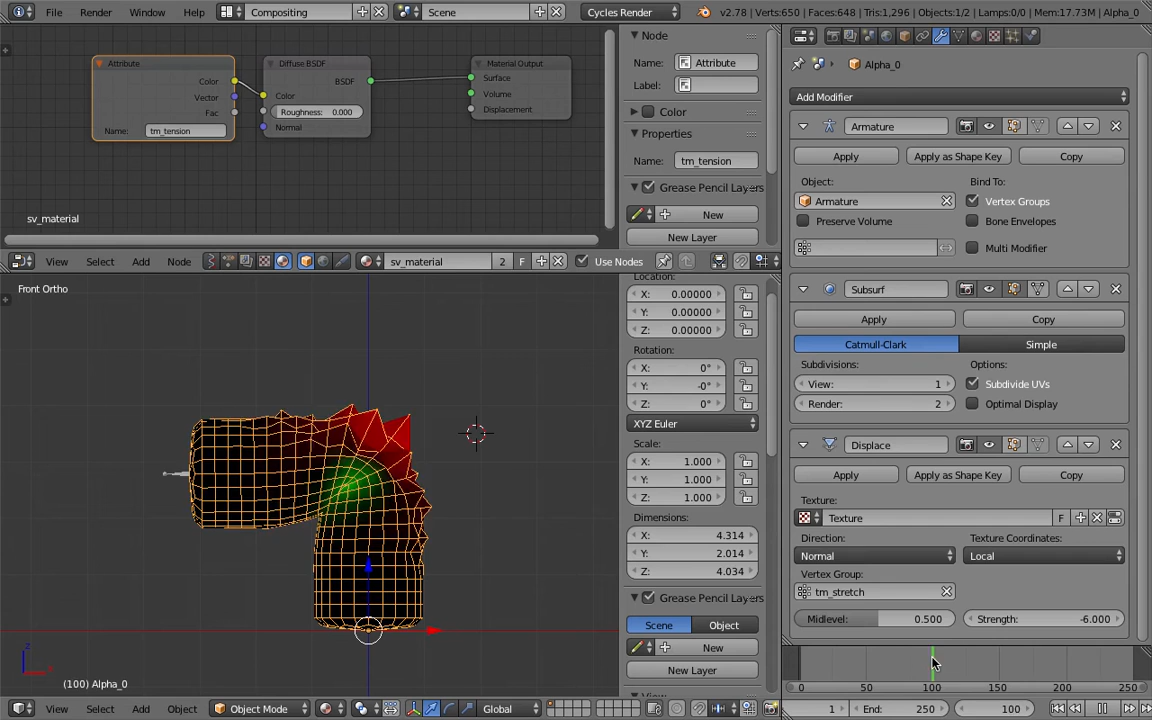 File Render Window Help Compositing Scene Cycles Render v2.78 | Verts:650 | Faces:648 | Tris:1,296 | Objects:1/2 | Lamps:0/0 | Mem:17.73M | Alpha_0
Attribute
Color
Vector
Fac
Name: tm_tension
Diffuse BSDF
BSDF
Color
Roughness: 0.000
Normal
Material Output
Surface
Volume
Displacement
sv_material
Node
Name: Attribute
Label:
Color
Properties
Name: tm_tension
Grease Pencil Layers
New
New Layer
View Select Add Node sv_material 2 F Use Nodes
Front Ortho
(100) Alpha_0
Location:
X: 0.00000
Y: 0.00000
Z: 0.00000
Rotation:
X: 0°
Y: -0°
Z: 0°
XYZ Euler
Scale:
X: 1.000
Y: 1.000
Z: 1.000
Dimensions:
X: 4.314
Y: 2.014
Z: 4.034
Grease Pencil Layers
Scene Object
New
New Layer
View Select Add Object Object Mode Global
Alpha_0
Add Modifier
Armature
Apply Apply as Shape Key Copy
Object: Bind To:
Armature Vertex Groups
Preserve Volume Bone Envelopes
Multi Modifier
Subsurf
Apply Copy
Catmull-Clark Simple
Subdivisions: Options:
View: 1 Subdivide UVs
Render: 2 Optimal Display
Displace
Apply Apply as Shape Key Copy
Texture:
Texture F
Direction: Texture Coordinates:
Normal Local
Vertex Group:
tm_stretch
Midlevel: 0.500 Strength: -6.000
0 50 100 150 200 250
1 End: 250 100